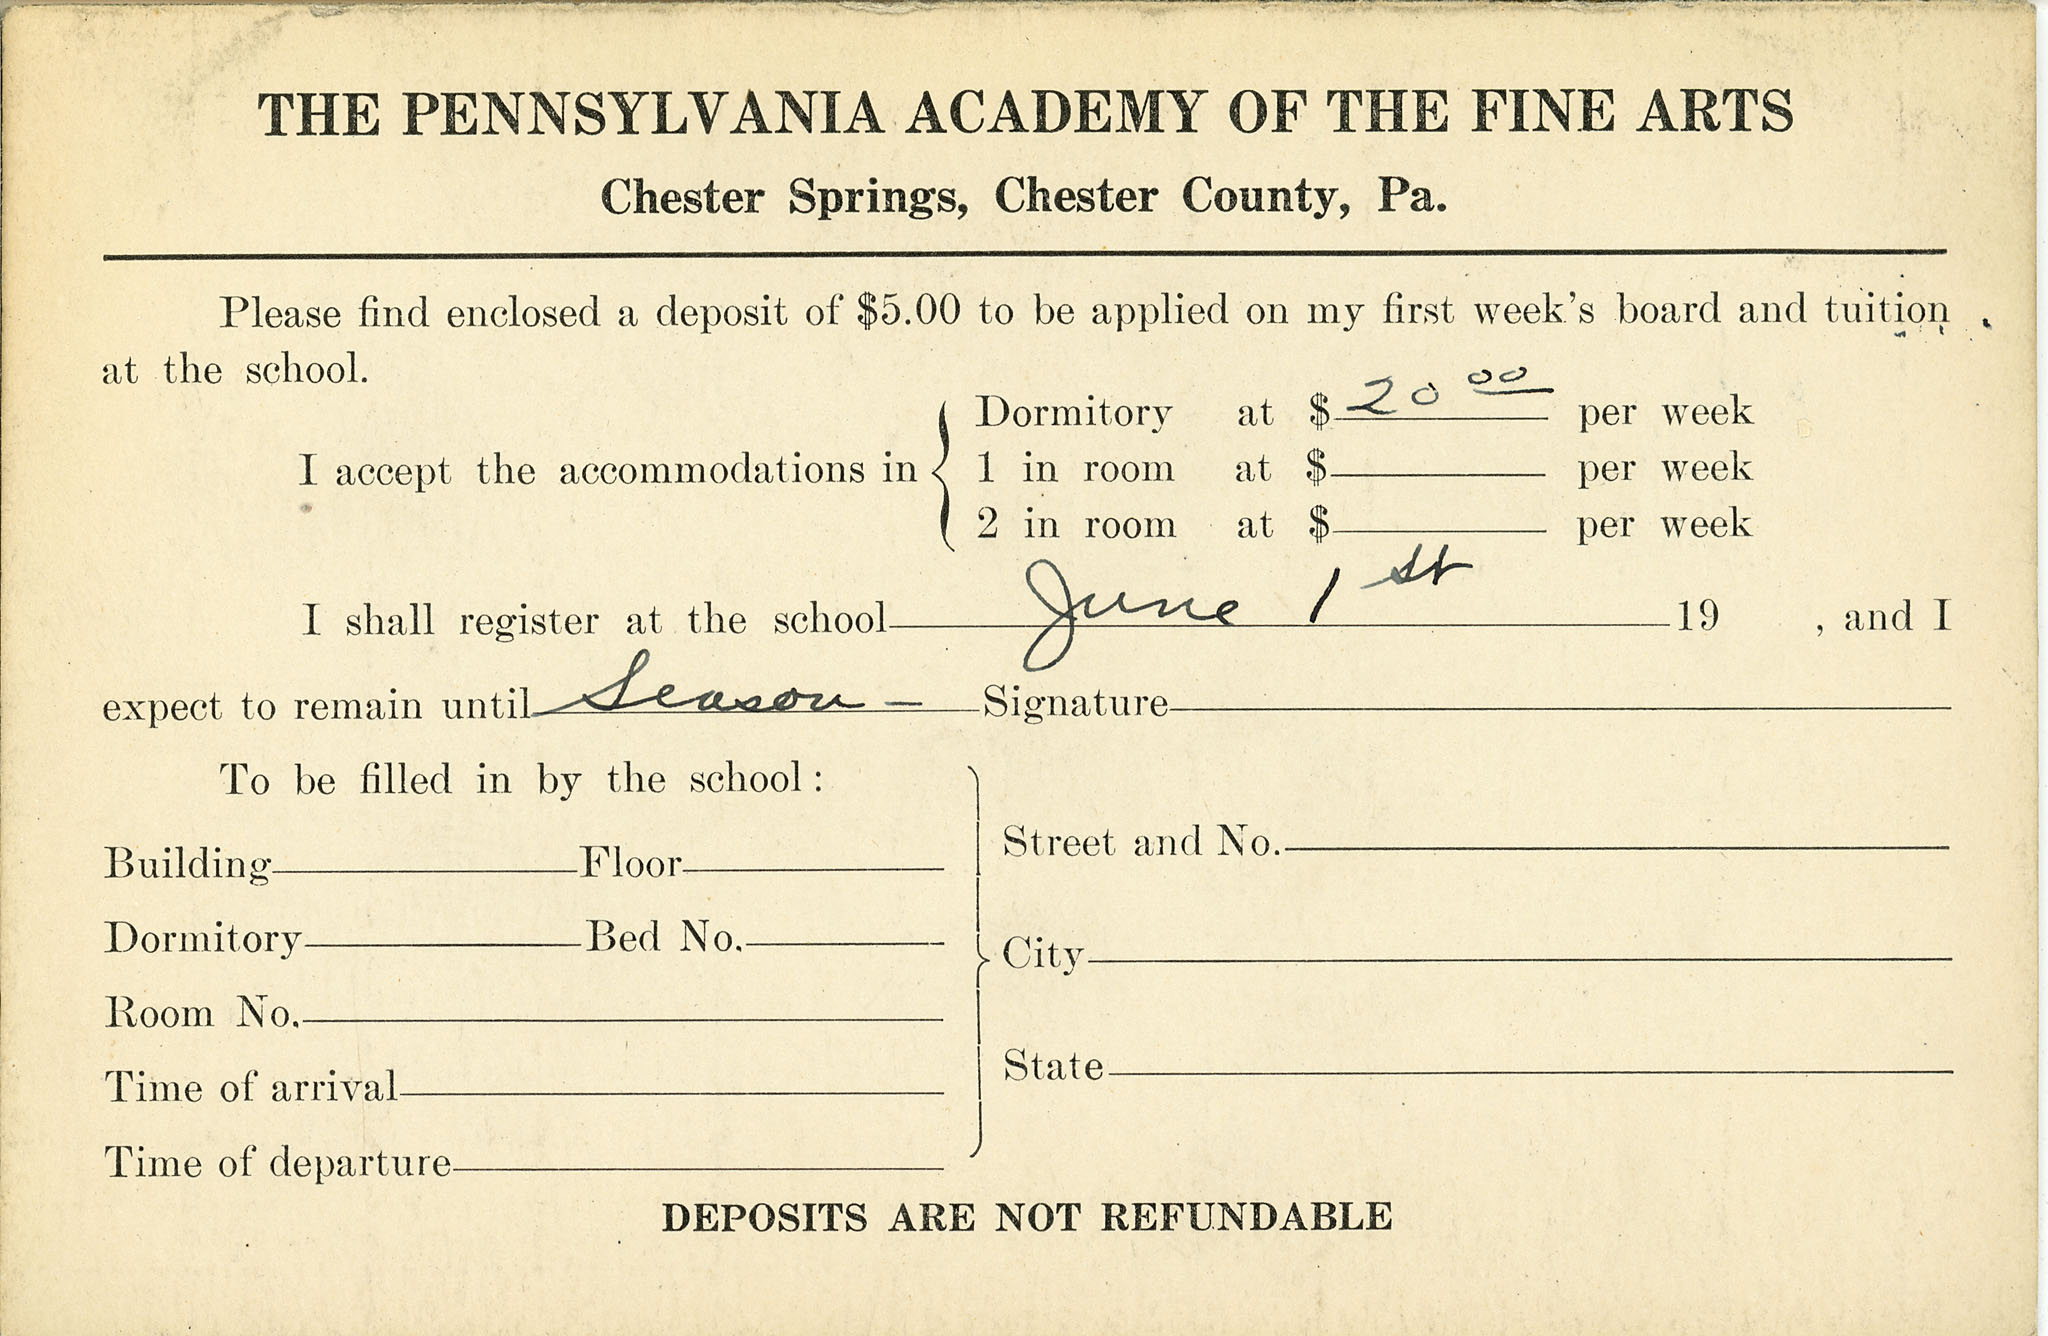 THE PENNSYLVANIA ACADEMY OF THE FINE ARTS
Chester Springs, Chester County, Pa.
Please find enclosed a deposit of $5.00 to be applied on my first week's board and tuition
at the school.
I accept the accommodations in
Dormitory at $ 20 00 per week
1 in room at $ per week
2 in room at $ per week
I shall register at the school June 1st 19 , and I
expect to remain until Season - Signature
To be filled in by the school:
Building Floor
Dormitory Bed No.
Room No.
Time of arrival
Time of departure
Street and No.
City
State
DEPOSITS ARE NOT REFUNDABLE